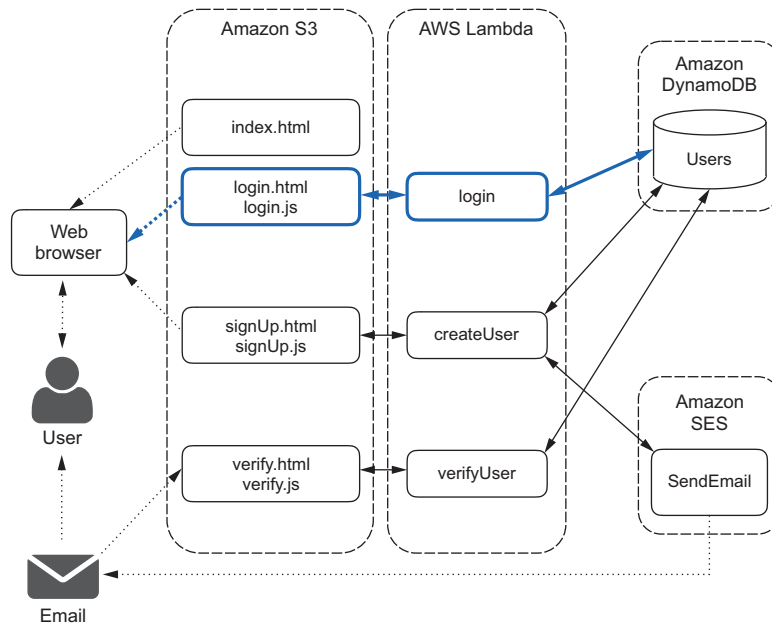 Amazon S3
AWS Lambda
Amazon
DynamoDB
index.html
Users
login.html
login.js
login
Web
browser
signUp.html
signUp.js
createUser
User
Amazon
SES
verify.html
verify.js
verifyUser
SendEmail
Email